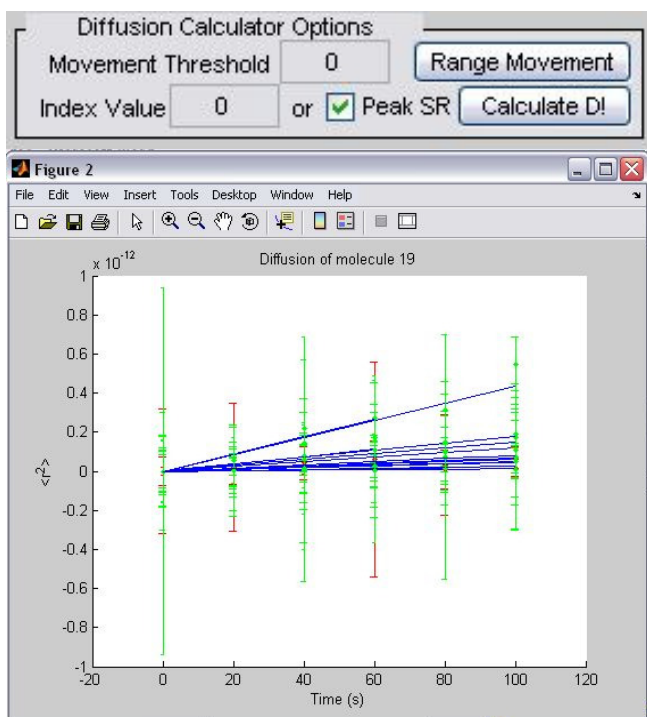 Diffusion Calculator Options
Movement Threshold 0 Range Movement
Index Value 0 or Peak SR Calculate D!
Figure 2
File Edit View Insert Tools Desktop Window Help
x 10^-12
Diffusion of molecule 19
1
0.8
0.6
0.4
0.2
0
-0.2
-0.4
-0.6
-0.8
-1
<r²>
-20 0 20 40 60 80 100 120
Time (s)